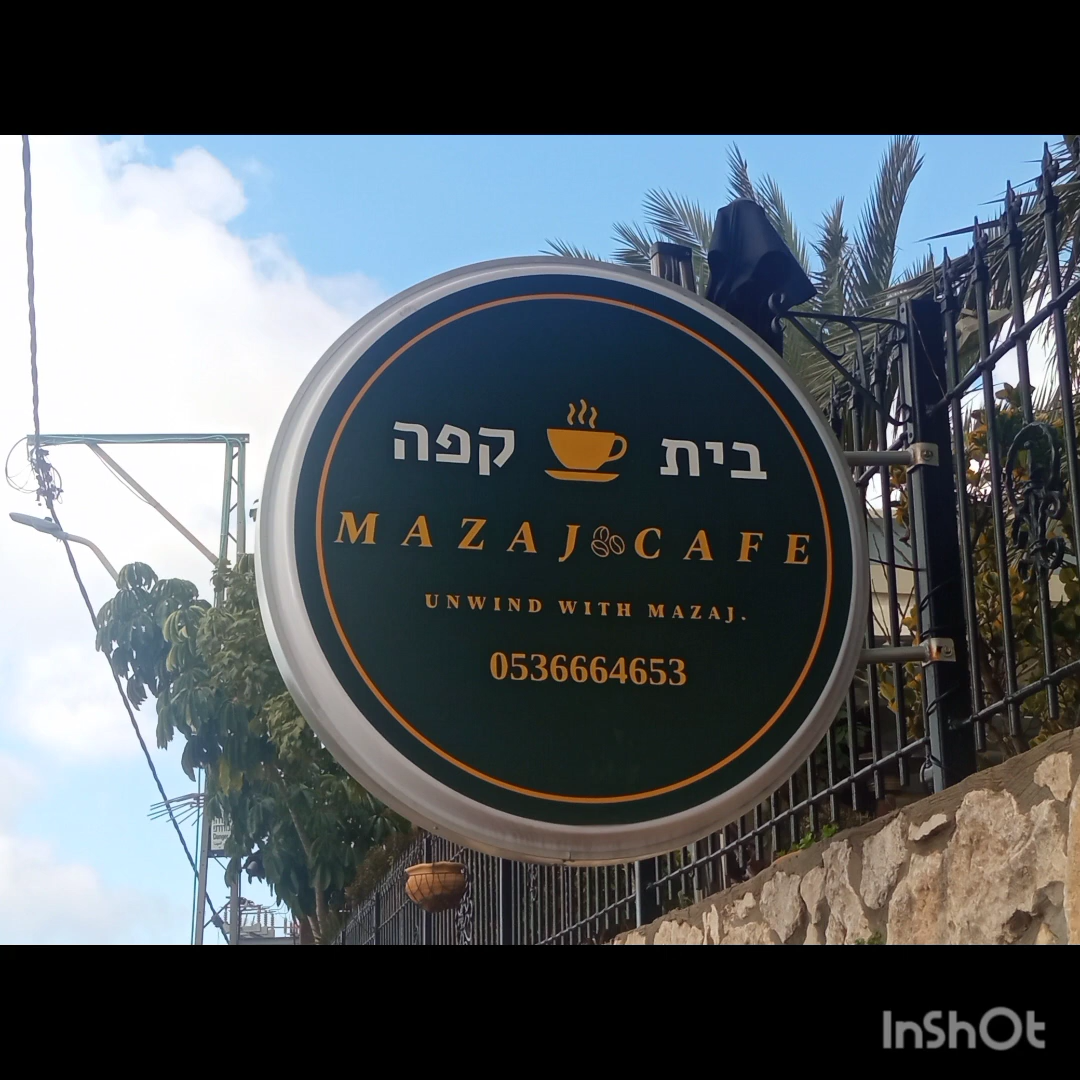 בית קפה
MAZAJ CAFE
UNWIND WITH MAZAJ.
0536664653
InShOt